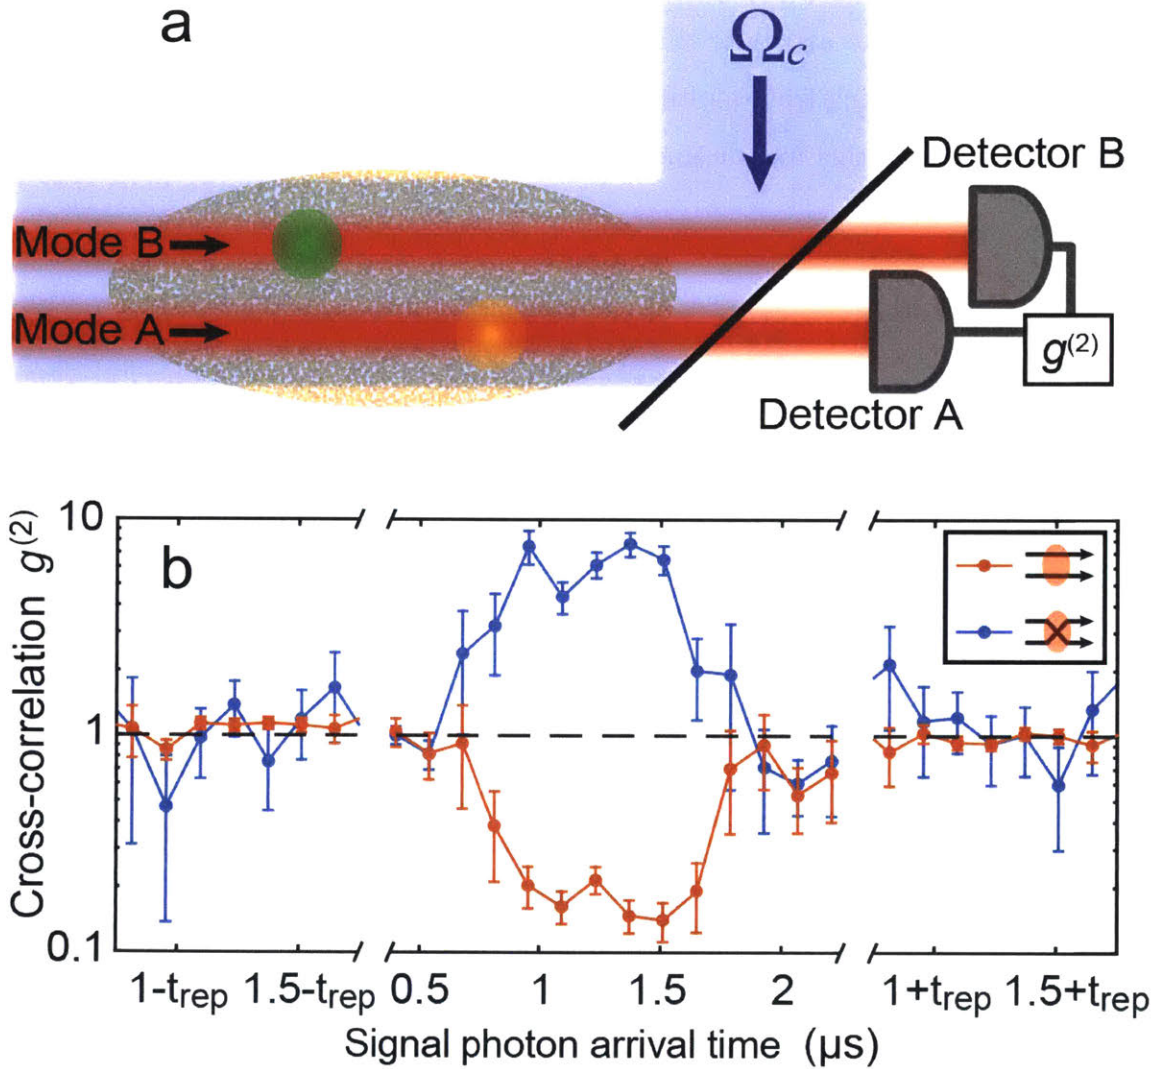 a
Ωc
Detector B
Mode B
Mode A
g(2)
Detector A
b
Cross-correlation g(2)
10
1
0.1
1-trep 1.5-trep 0.5 1 1.5 2 1+trep 1.5+trep
Signal photon arrival time (μs)